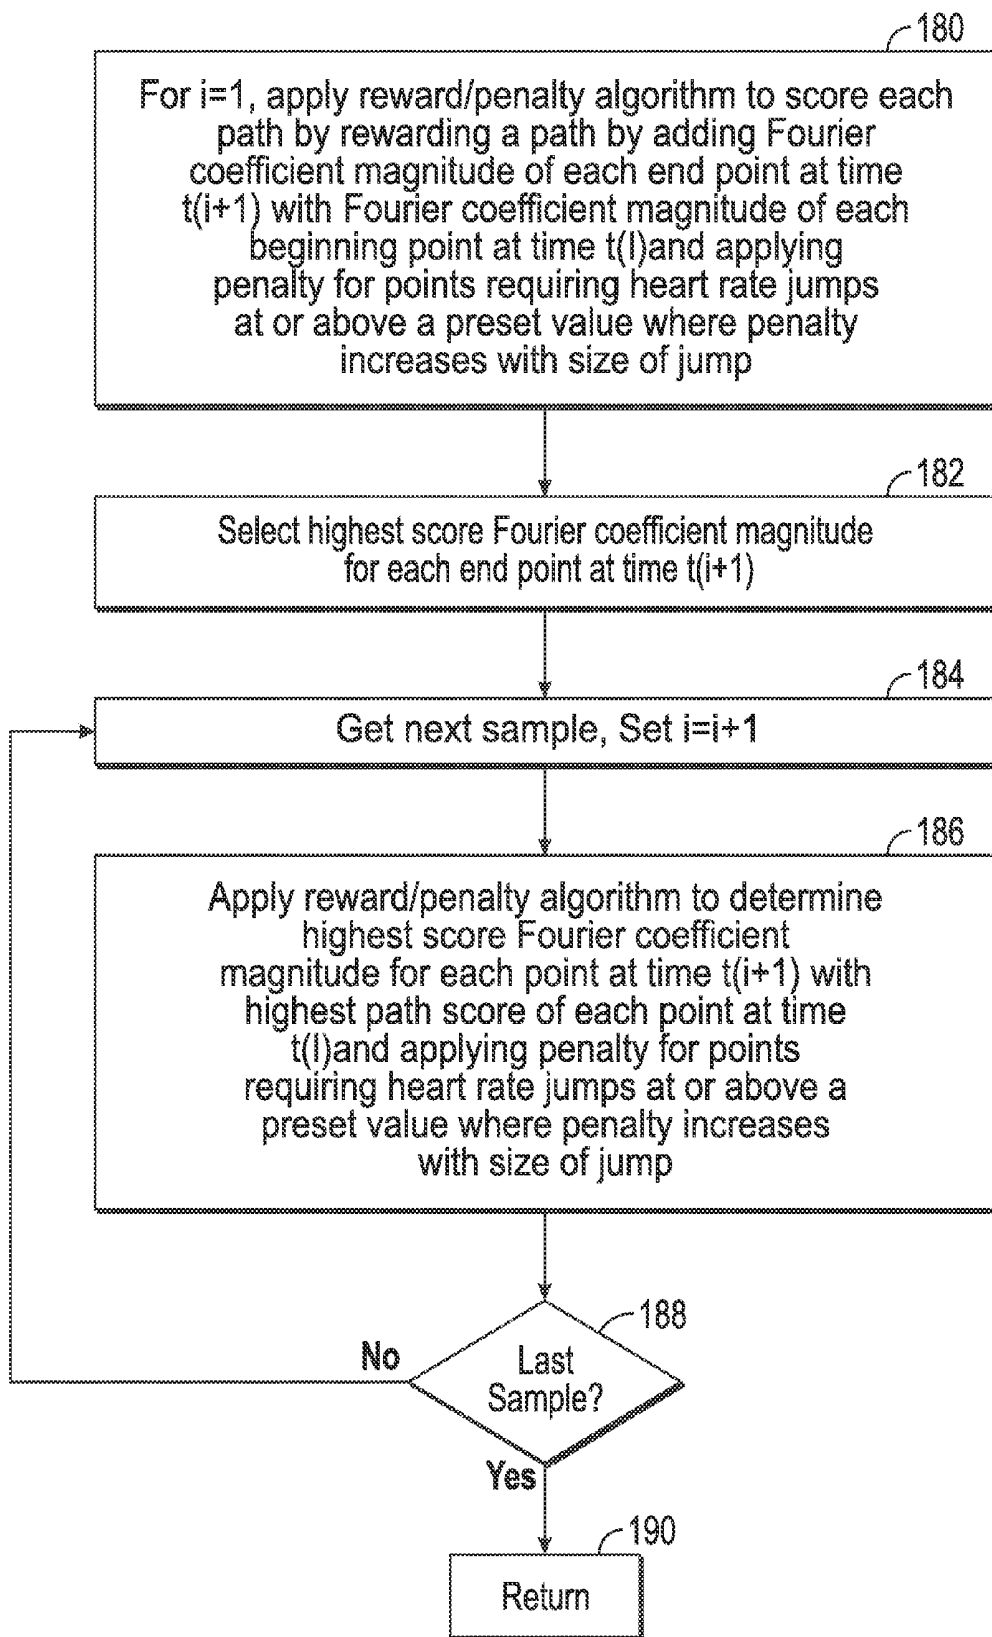 180
For i=1, apply reward/penalty algorithm to score each
path by rewarding a path by adding Fourier
coefficient magnitude of each end point at time
t(i+1) with Fourier coefficient magnitude of each
beginning point at time t(I)and applying
penalty for points requiring heart rate jumps
at or above a preset value where penalty
increases with size of jump
182
Select highest score Fourier coefficient magnitude
for each end point at time t(i+1)
184
Get next sample, Set i=i+1
186
Apply reward/penalty algorithm to determine
highest score Fourier coefficient
magnitude for each point at time t(i+1) with
highest path score of each point at time
t(I)and applying penalty for points
requiring heart rate jumps at or above a
preset value where penalty increases
with size of jump
188
No
Last
Sample?
Yes
190
Return